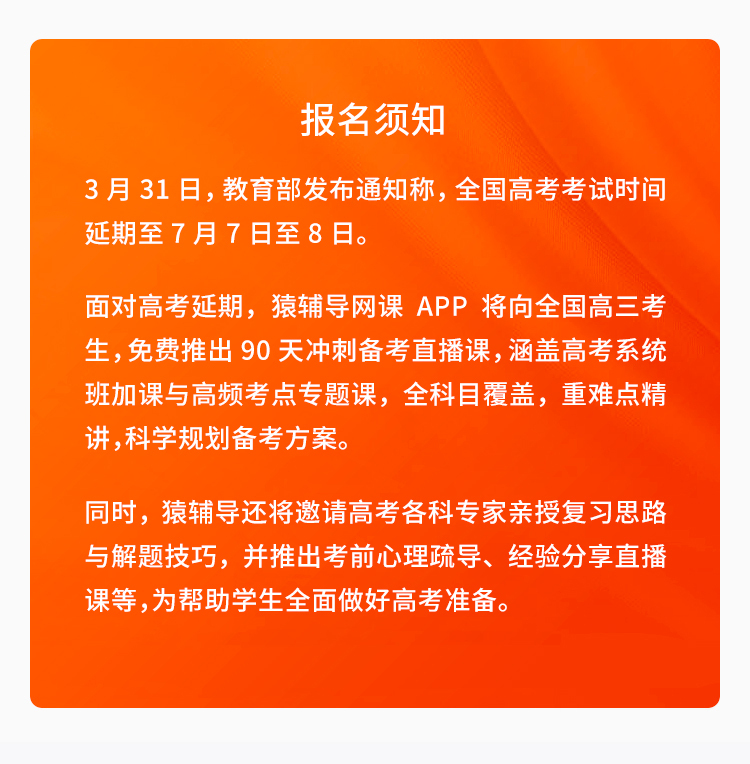 报名须知
3 月 31 日，教育部发布通知称，全国高考考试时间
延期至 7 月 7 日至 8 日。
面对高考延期，猿辅导网课 APP 将向全国高三考
生，免费推出 90 天冲刺备考直播课，涵盖高考系统
班加课与高频考点专题课，全科目覆盖，重难点精
讲，科学规划备考方案。
同时，猿辅导还将邀请高考各科专家亲授复习思路
与解题技巧，并推出考前心理疏导、经验分享直播
课等，为帮助学生全面做好高考准备。